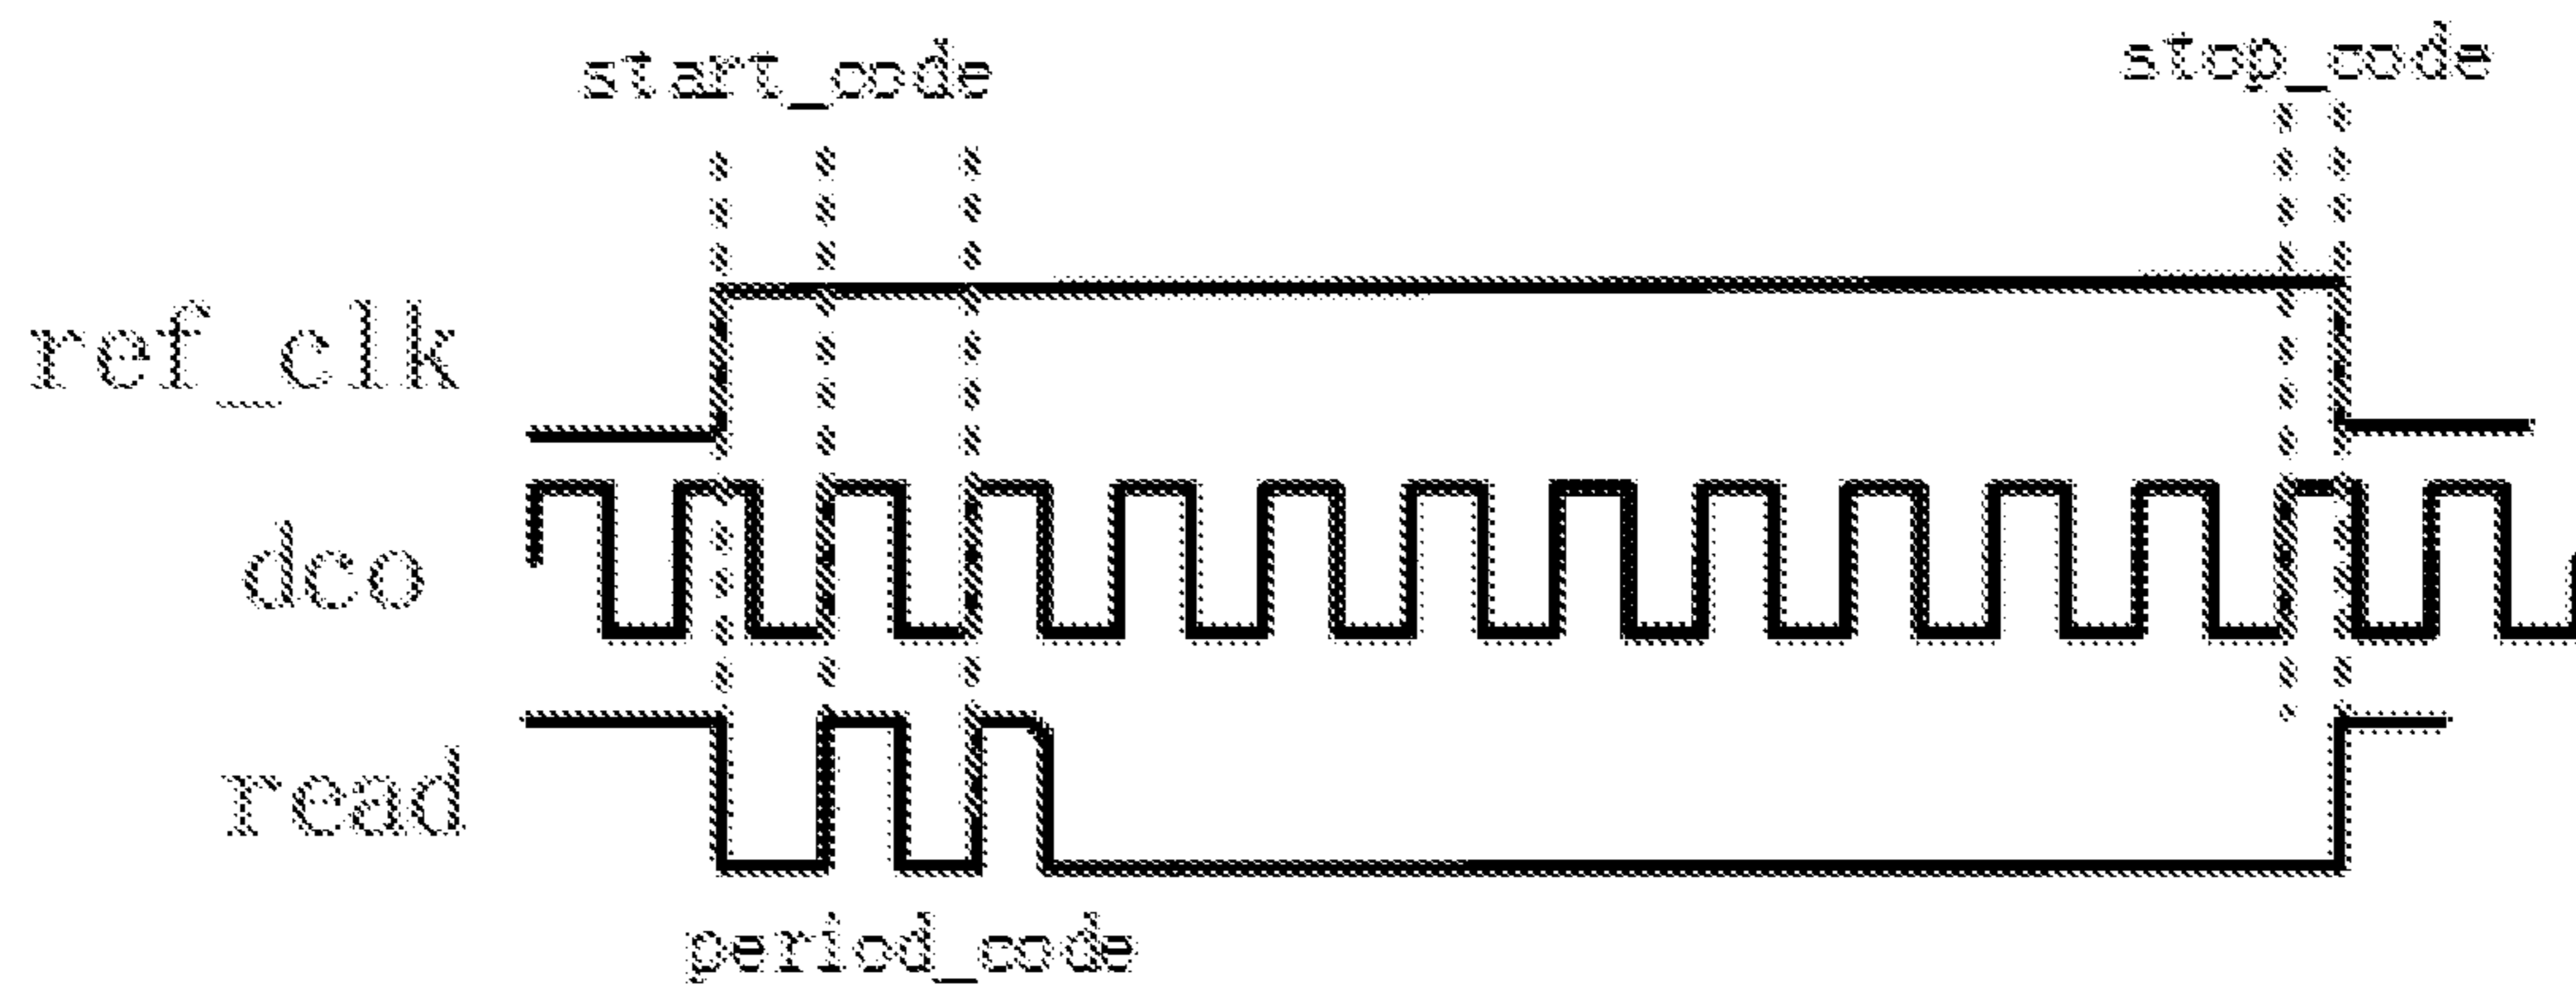 start_code
stop_code
ref_clk
dco
read
period_code